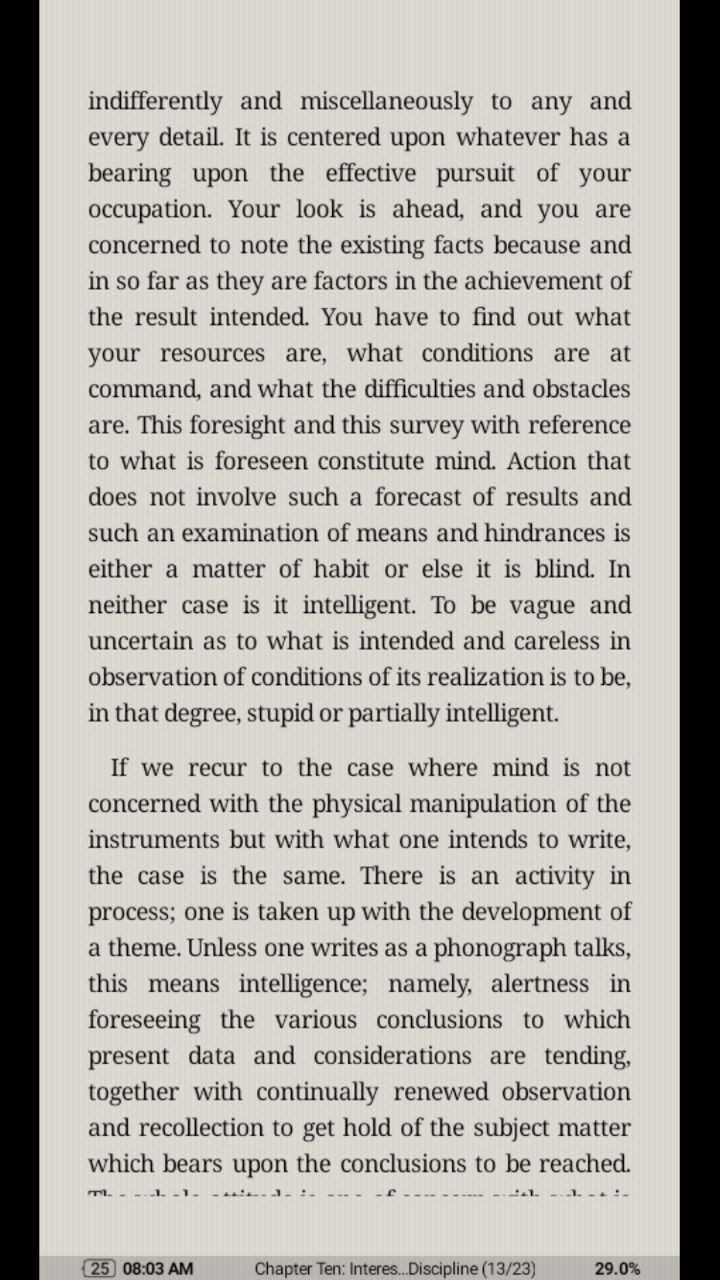 indifferently and miscellaneously to any and
every detail. It is centered upon whatever has a
bearing upon the effective pursuit of your
occupation. Your look is ahead, and you are
concerned to note the existing facts because and
in so far as they are factors in the achievement of
the result intended. You have to find out what
your resources are, what conditions are at
command, and what the difficulties and obstacles
are. This foresight and this survey with reference
to what is foreseen constitute mind. Action that
does not involve such a forecast of results and
such an examination of means and hindrances is
either a matter of habit or else it is blind. In
neither case is it intelligent. To be vague and
uncertain as to what is intended and careless in
observation of conditions of its realization is to be,
in that degree, stupid or partially intelligent.
If we recur to the case where mind is not
concerned with the physical manipulation of the
instruments but with what one intends to write,
the case is the same. There is an activity in
process; one is taken up with the development of
a theme. Unless one writes as a phonograph talks,
this means intelligence; namely, alertness in
foreseeing the various conclusions to which
present data and considerations are tending,
together with continually renewed observation
and recollection to get hold of the subject matter
which bears upon the conclusions to be reached.
The whole attitude is one of concern with what is
25 08:03 AM Chapter Ten: Interes...Discipline (13/23) 29.0%